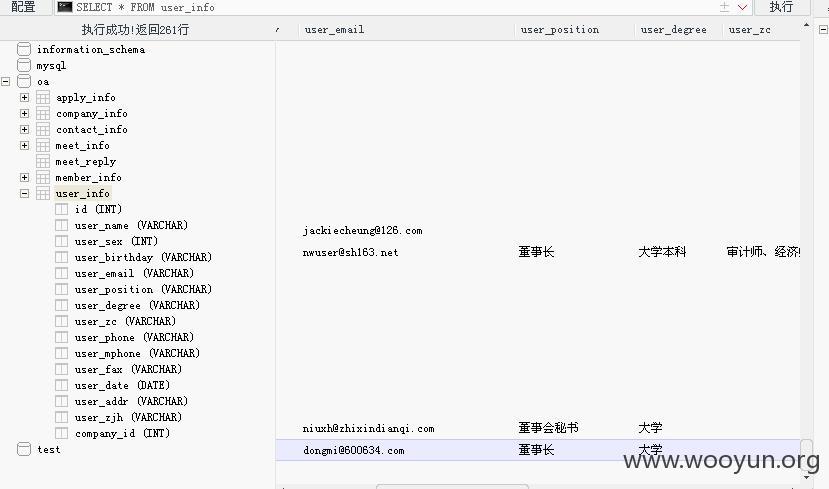 配置 SELECT * FROM user_info 执行
执行成功!返回261行 user_email user_position user_degree user_zc
information_schema
mysql
oa
apply_info
company_info
contact_info
meet_info
meet_reply
member_info
user_info
id (INT)
user_name (VARCHAR)
user_sex (INT)
jackiecheung@126.com
user_birthday (VARCHAR) nwuser@sh163.net 董事长 大学本科 审计师、经济
user_email (VARCHAR)
user_position (VARCHAR)
user_degree (VARCHAR)
user_zc (VARCHAR)
user_phone (VARCHAR)
user_mphone (VARCHAR)
user_fax (VARCHAR)
user_date (DATE)
user_addr (VARCHAR)
user_zjh (VARCHAR)
company_id (INT) niuxh@zhixindianqi.com 董事会秘书 大学
test dongmi@600634.com 董事长 大学
www.wooyun.org